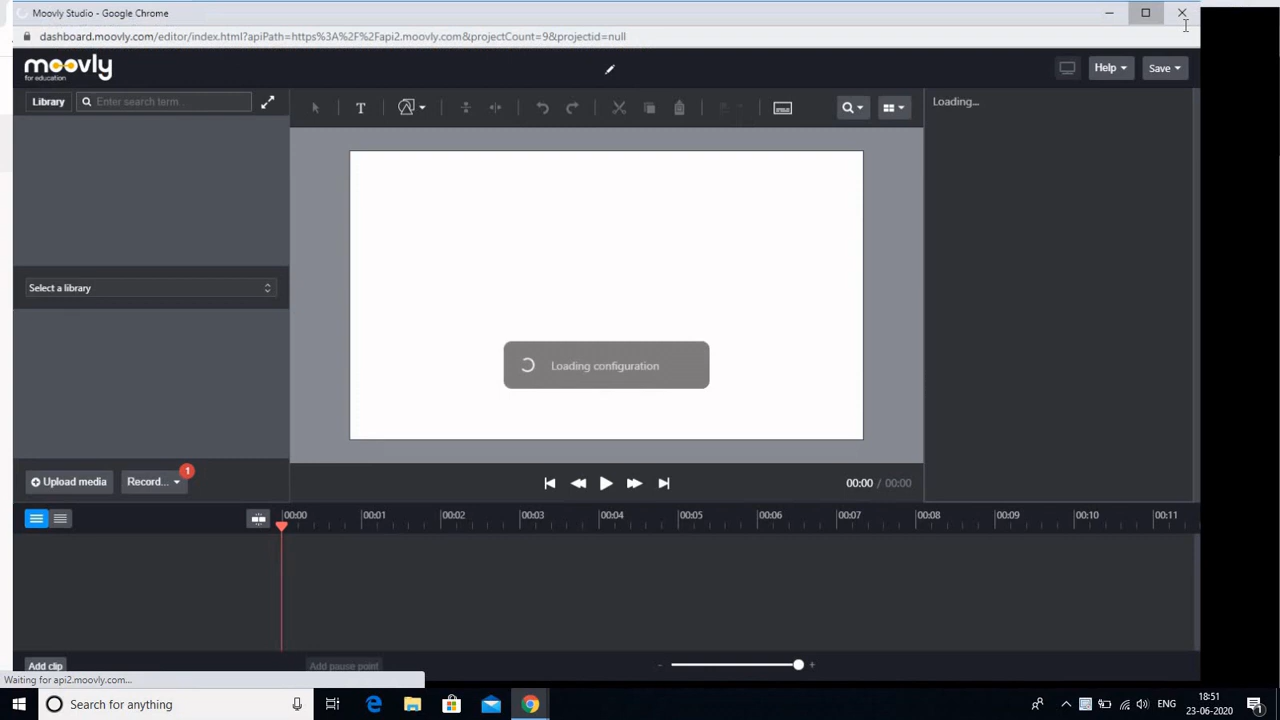 Moovly Studio - Google Chrome
dashboard.moovly.com/editor/index.html?apiPath=https%3A%2F%2Fapi2.moovly.com&projectCount=9&projectid=null
moovly
for education
Help
Save
Library
Enter search term
T
Loading...
Select a library
Loading configuration
Upload media
Record...
1
00:00 / 00:00
00:00 00:01 00:02 00:03 00:04 00:05 00:06 00:07 00:08 00:09 00:10 00:11
Add clip
Add pause point
- +
Waiting for api2.moovly.com...
Search for anything
ENG
18:51
23-06-2020
1